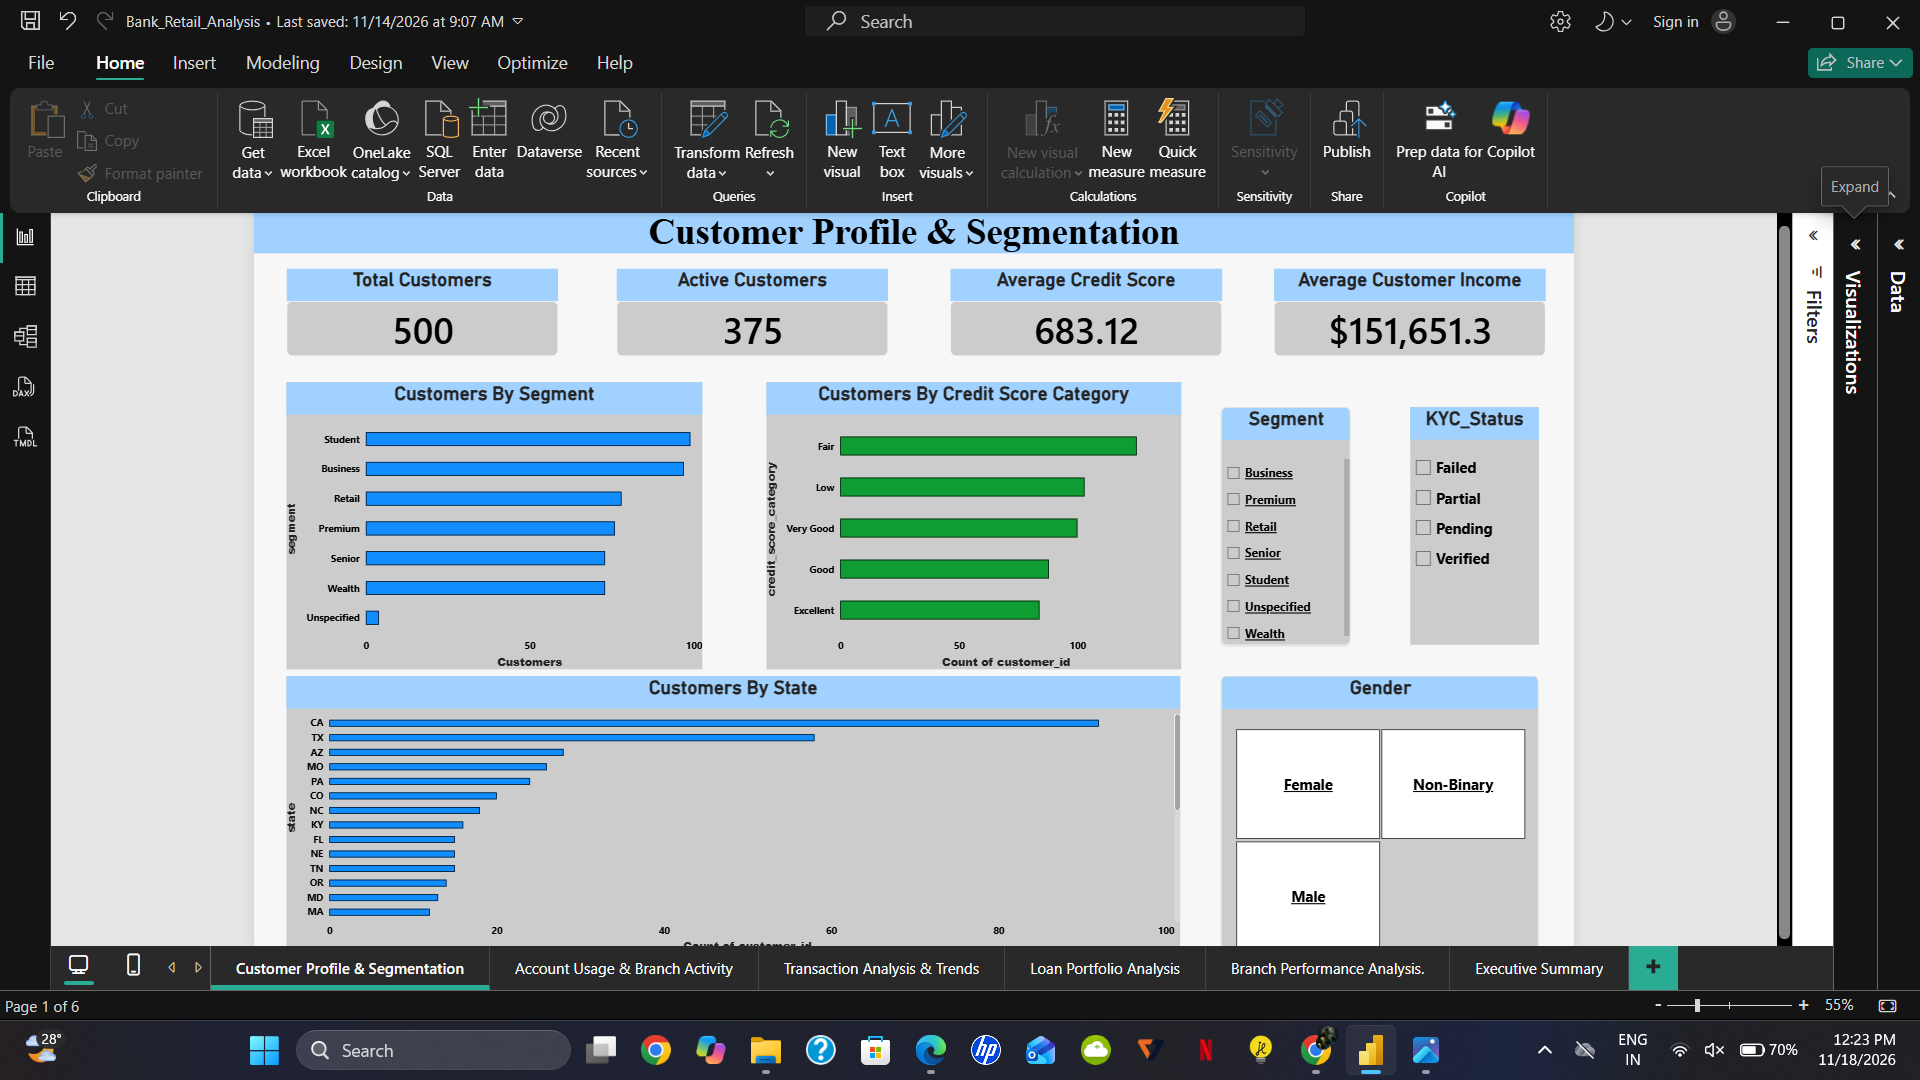 Bank_Retail_Analysis • Last saved: 11/14/2026 at 9:07 AM
Search
Sign in
File Home Insert Modeling Design View Optimize Help
Share
Paste
Cut
Copy
Format painter
Clipboard
Get data
Excel workbook
OneLake catalog
SQL Server
Enter data
Dataverse
Recent sources
Data
Transform data
Refresh
Queries
New visual
Text box
More visuals
Insert
New visual calculation
New measure
Quick measure
Calculations
Sensitivity
Sensitivity
Publish
Share
Prep data for AI
Copilot
Copilot
Expand
DAX
TMDL
Customer Profile & Segmentation
Total Customers
500
Active Customers
375
Average Credit Score
683.12
Average Customer Income
$151,651.3
Customers By Segment
segment
Student
Business
Retail
Premium
Senior
Wealth
Unspecified
0 50 100
Customers
Customers By Credit Score Category
credit_score_category
Fair
Low
Very Good
Good
Excellent
0 50 100
Count of customer_id
Segment
Business
Premium
Retail
Senior
Student
Unspecified
Wealth
KYC_Status
Failed
Partial
Pending
Verified
Customers By State
state
CA
TX
AZ
MO
PA
CO
NC
KY
FL
NE
TN
OR
MD
MA
0 20 40 60 80 100
Count of customer_id
Gender
Female
Non-Binary
Male
Filters
Visualizations
Data
Customer Profile & Segmentation
Account Usage & Branch Activity
Transaction Analysis & Trends
Loan Portfolio Analysis
Branch Performance Analysis.
Executive Summary
+
Page 1 of 6
- + 55%
28°
Search
ENG
IN
70%
12:23 PM
11/18/2026